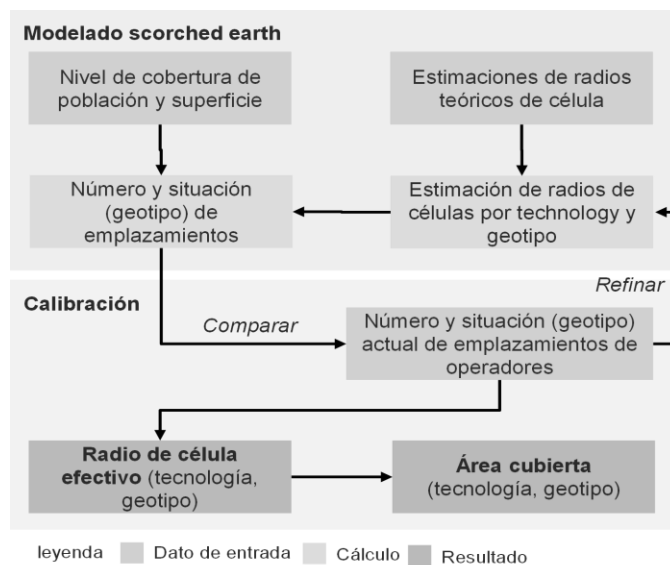 Modelado scorched earth
Nivel de cobertura de
población y superficie
Estimaciones de radios
teóricos de célula
Número y situación
(geotipo) de
emplazamientos
Estimación de radios de
células por technology y
geotipo
Refinar
Calibración
Comparar
Número y situación (geotipo)
actual de emplazamientos de
operadores
Radio de célula
efectivo (tecnología,
geotipo)
Área cubierta
(tecnología, geotipo)
leyenda Dato de entrada Cálculo Resultado